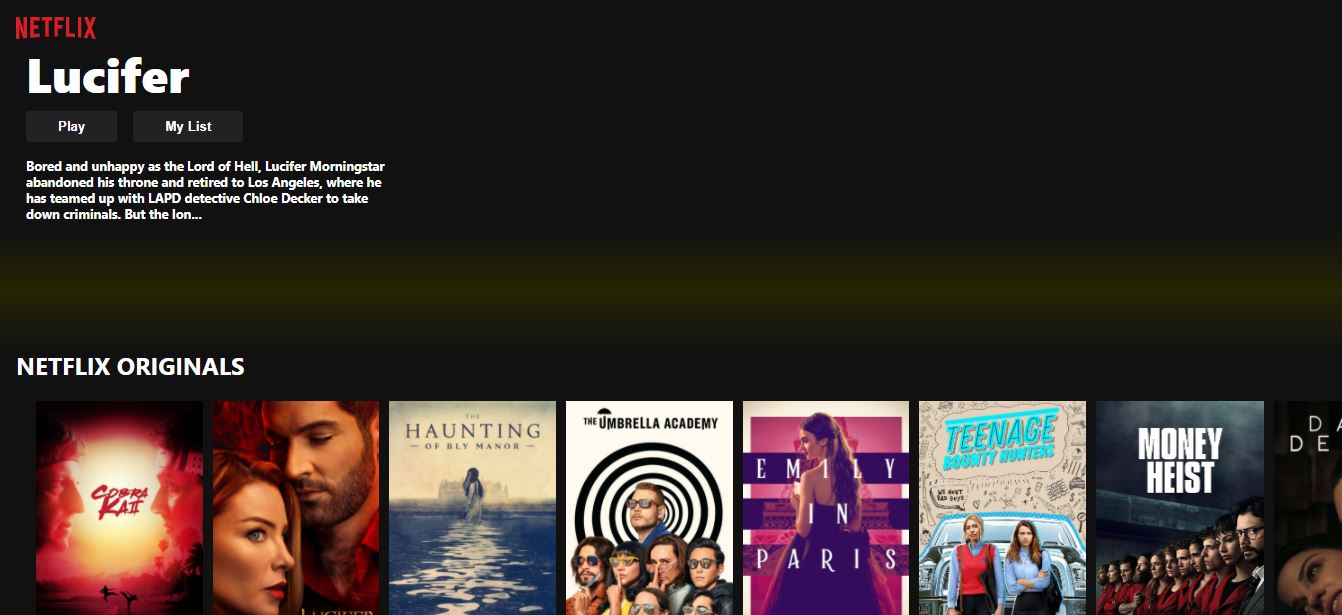 NETFLIX
Lucifer
Play
My List
Bored and unhappy as the Lord of Hell, Lucifer Morningstar
abandoned his throne and retired to Los Angeles, where he
has teamed up with LAPD detective Chloe Decker to take
down criminals. But the lon...
NETFLIX ORIGINALS
COBRA
KAI
THE
HAUNTING
OF BLY MANOR
THE UMBRELLA ACADEMY
EMILY
IN
PARIS
TEENAGE
BOUNTY HUNTERS
WE HUNT
BAD GUYS
MONEY
HEIST
DA
DE